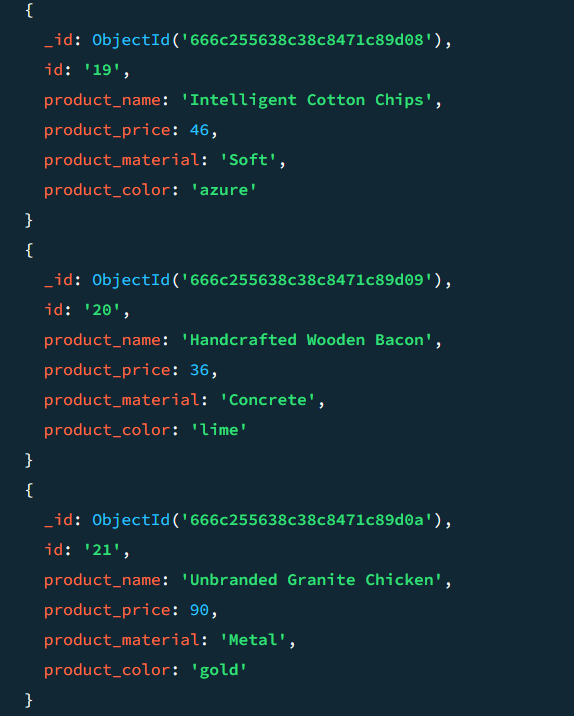 {
_id: ObjectId('666c255638c38c8471c89d08'),
id: '19',
product_name: 'Intelligent Cotton Chips',
product_price: 46,
product_material: 'Soft',
product_color: 'azure'
}
{
_id: ObjectId('666c255638c38c8471c89d09'),
id: '20',
product_name: 'Handcrafted Wooden Bacon',
product_price: 36,
product_material: 'Concrete',
product_color: 'lime'
}
{
_id: ObjectId('666c255638c38c8471c89d0a'),
id: '21',
product_name: 'Unbranded Granite Chicken',
product_price: 90,
product_material: 'Metal',
product_color: 'gold'
}